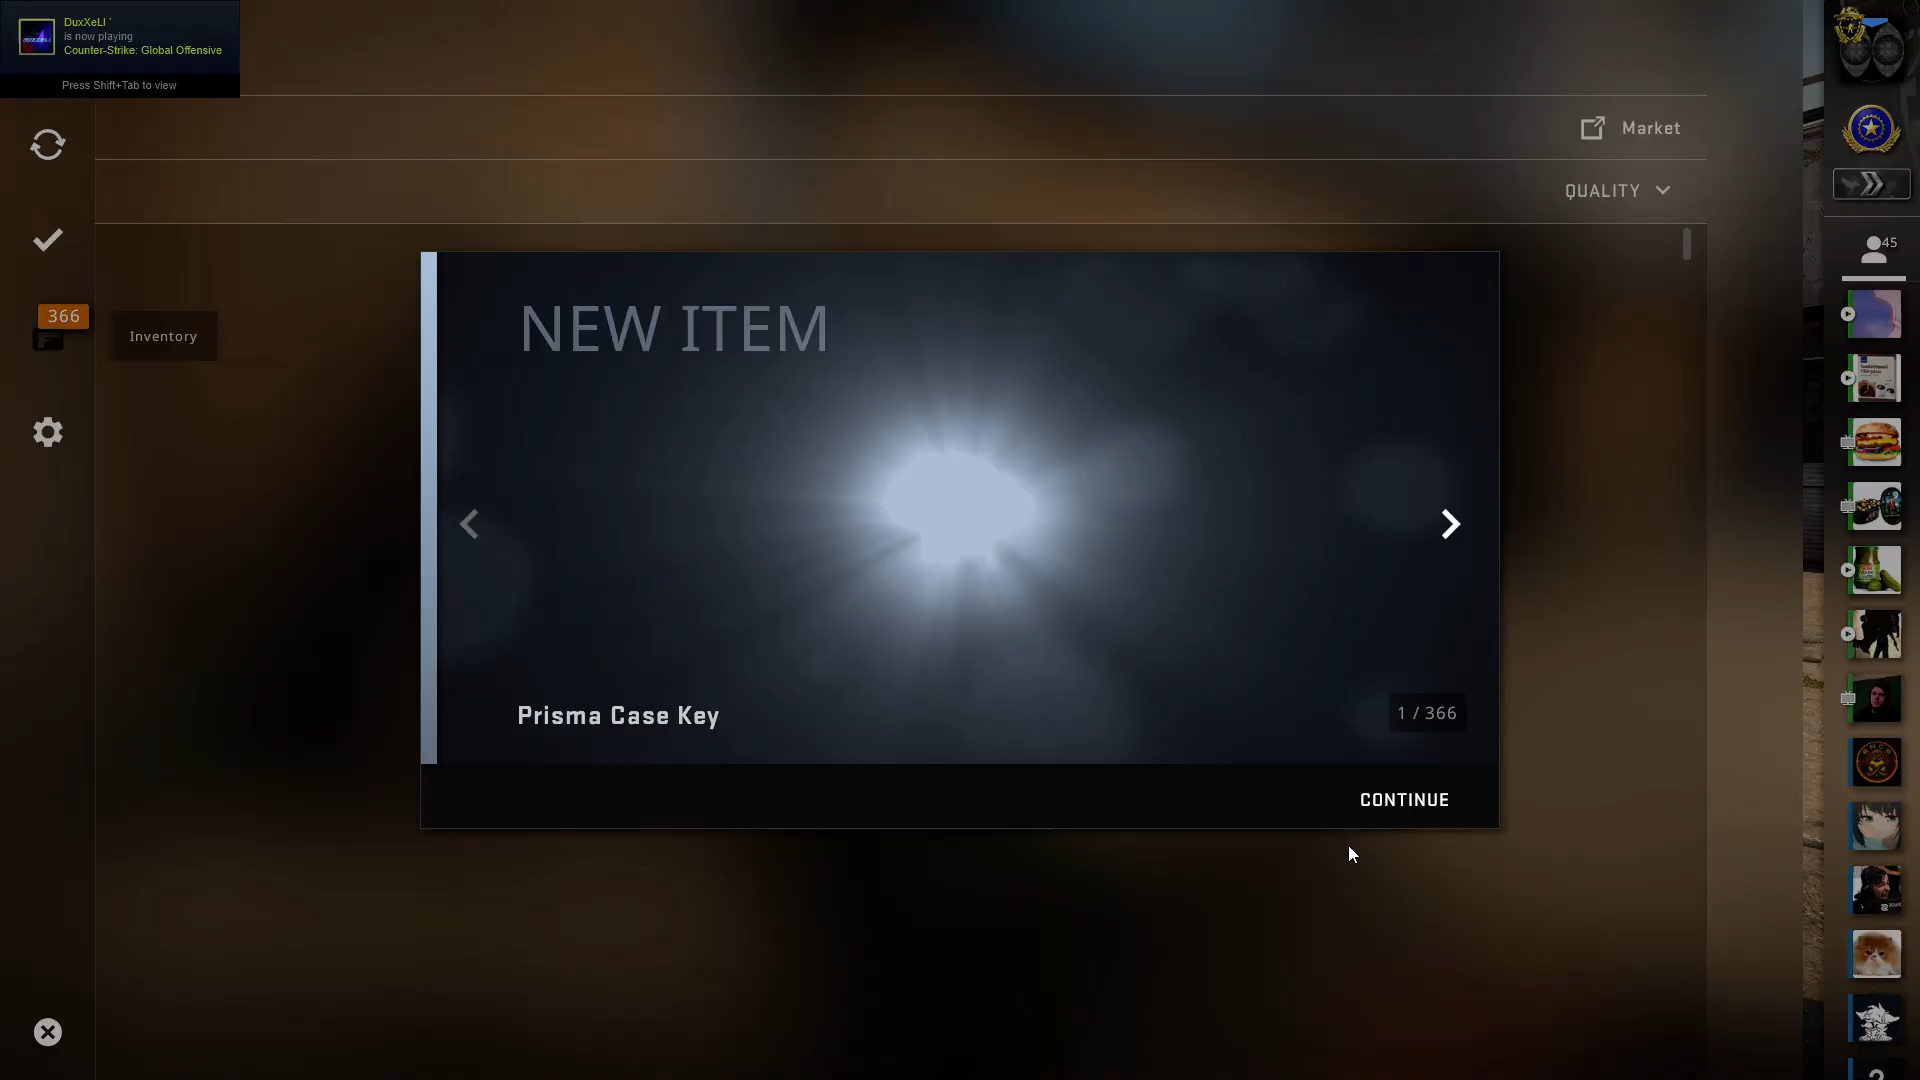 DuxXeLl `
is now playing
Counter-Strike: Global Offensive
Press Shift+Tab to view
Market
QUALITY
45
366
Inventory
NEW ITEM
Prisma Case Key
1 / 366
CONTINUE